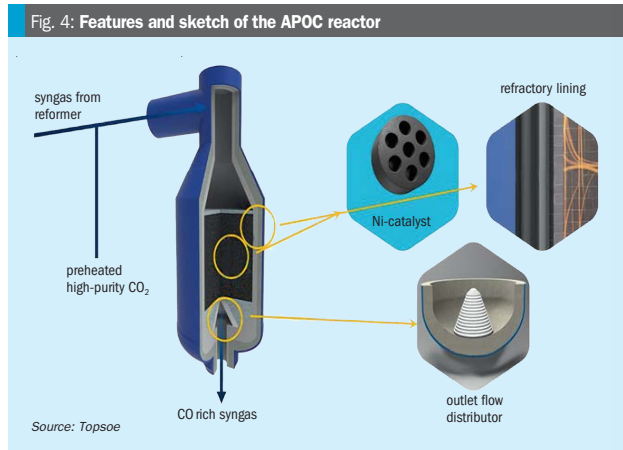 Fig. 4: Features and sketch of the APOC reactor
syngas from
reformer
refractory lining
Ni-catalyst
preheated
high-purity CO₂
CO rich syngas
outlet flow
distributor
Source: Topsoe